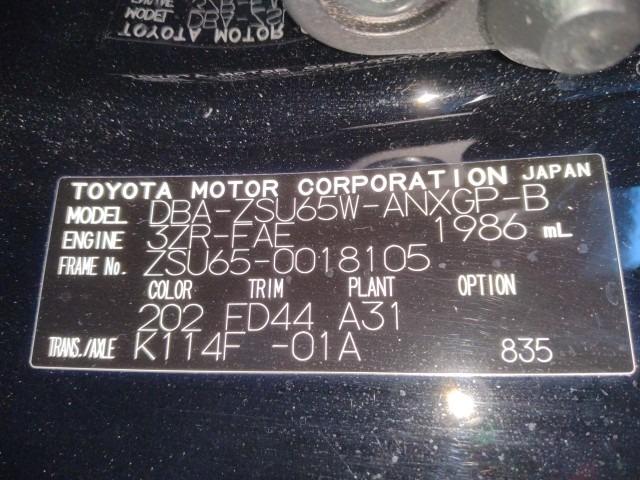 TOYOTA MOTOR CORPORATION JAPAN
MODEL DBA-ZSU65W-ANXGP-B
ENGINE 3ZR-FAE 1986 mL
FRAME No. ZSU65-0018105
COLOR TRIM PLANT OPTION
202 FD44 A31
TRANS./AXLE K114F -01A 835